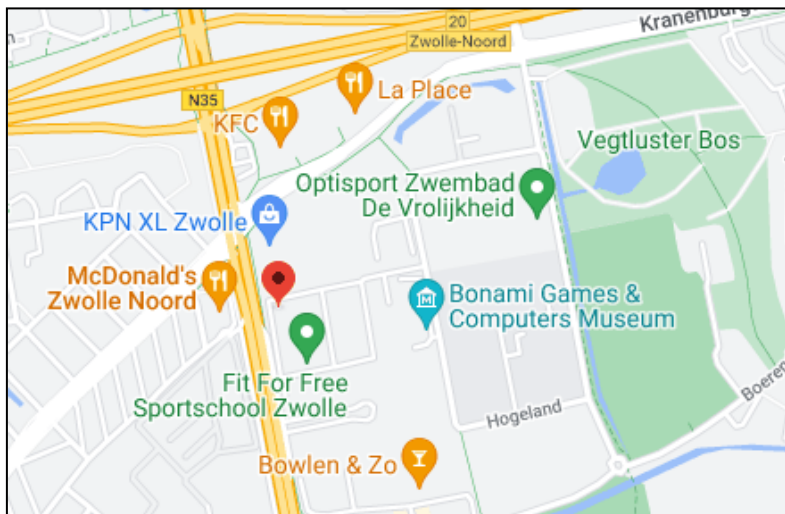 20
Zwolle-Noord
Kranenburg
N35
La Place
KFC
Vegtluster Bos
Optisport Zwembad
De Vrolijkheid
KPN XL Zwolle
McDonald's
Zwolle Noord
Bonami Games &
Computers Museum
Fit For Free
Sportschool Zwolle
Boeren
Hogeland
Bowlen & Zo